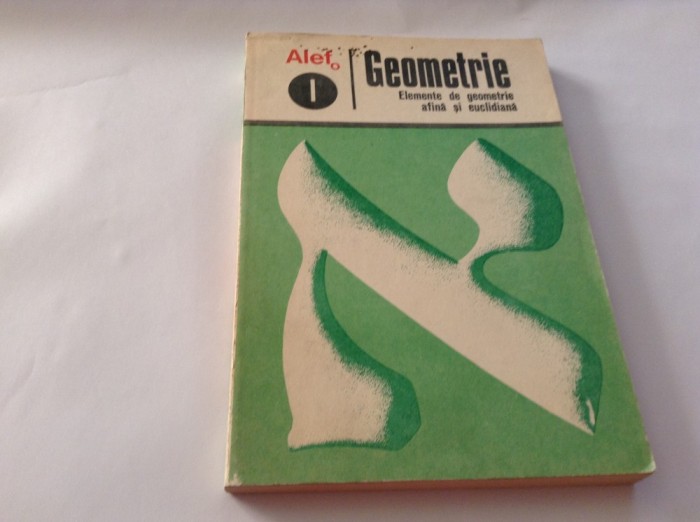 Alef₀
I
Geometrie
Elemente de geometrie
afină și euclidiană
א